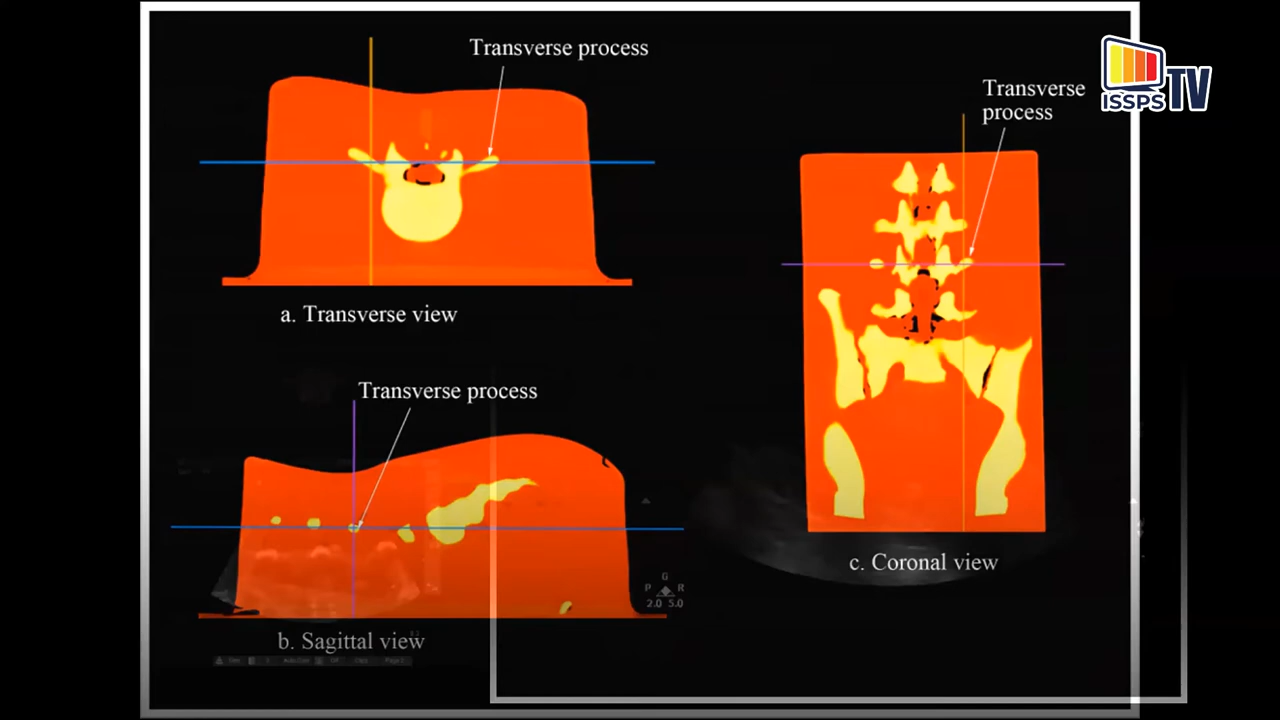 ISSPS TV
Transverse process
a. Transverse view
Transverse process
b. Sagittal view
Transverse
process
c. Coronal view
G
P R
2.0 5.0